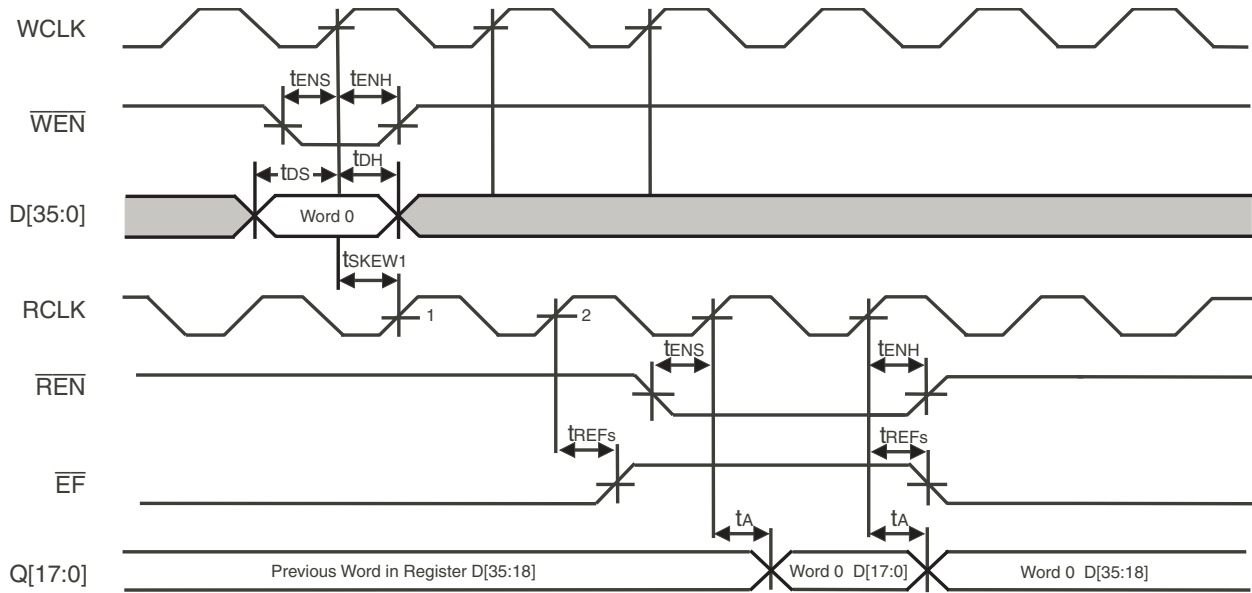 WCLK
tENS tENH
WEN
tDS tDH
D[35:0] Word 0
tSKEW1
RCLK 1 2
tENS tENH
REN
tREFs tREFs
EF
tA tA
Q[17:0] Previous Word in Register D[35:18] Word 0 D[17:0] Word 0 D[35:18]